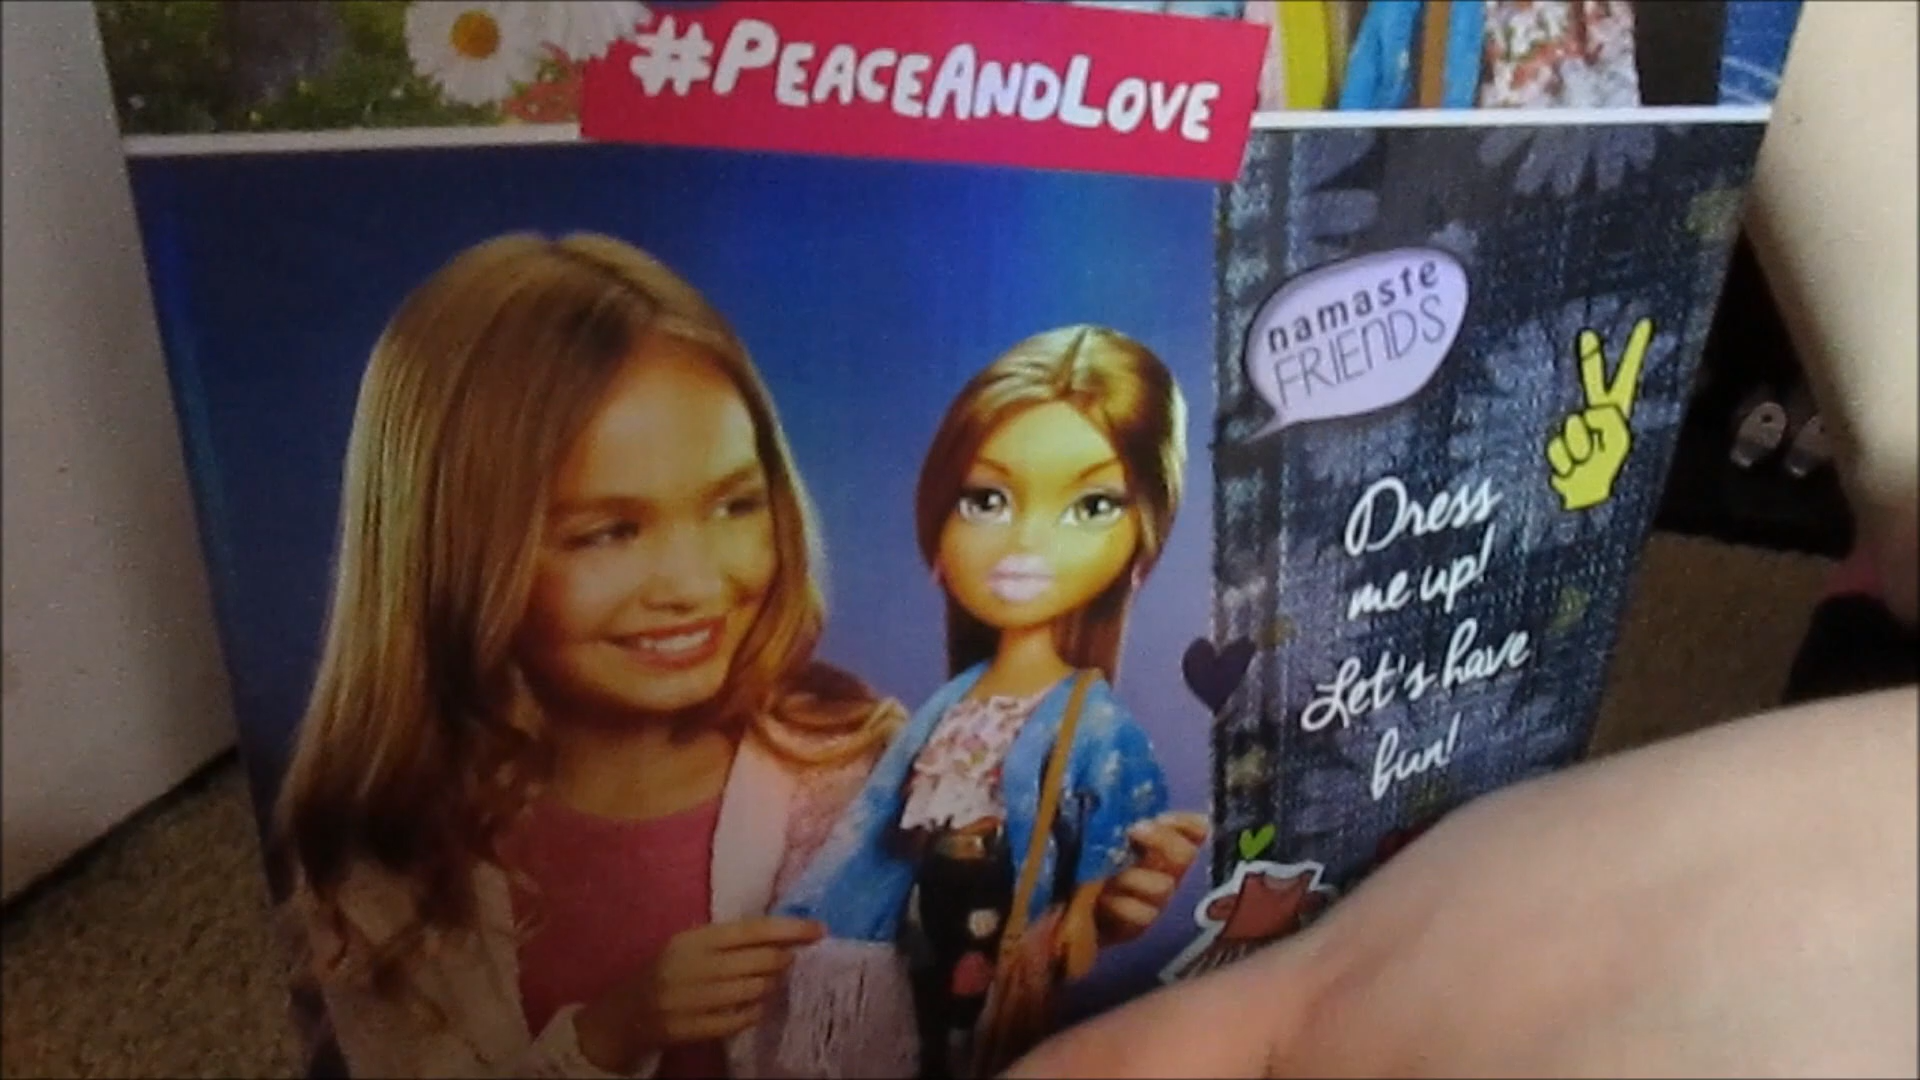 #PEACEANDLOVE
namaste
FRIENDS
Dress
me up!
Let's have
fun!